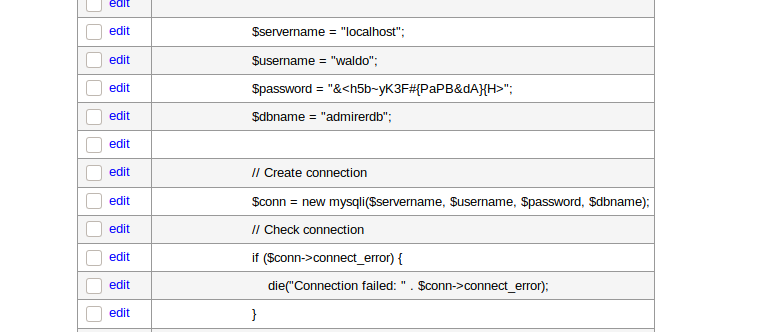 edit
edit $servername = "localhost";
edit $username = "waldo";
edit $password = "&<h5b~yK3F#{PaPB&dA}{H>";
edit $dbname = "admirerdb";
edit
edit // Create connection
edit $conn = new mysqli($servername, $username, $password, $dbname);
edit // Check connection
edit if ($conn->connect_error) {
edit die("Connection failed: " . $conn->connect_error);
edit }